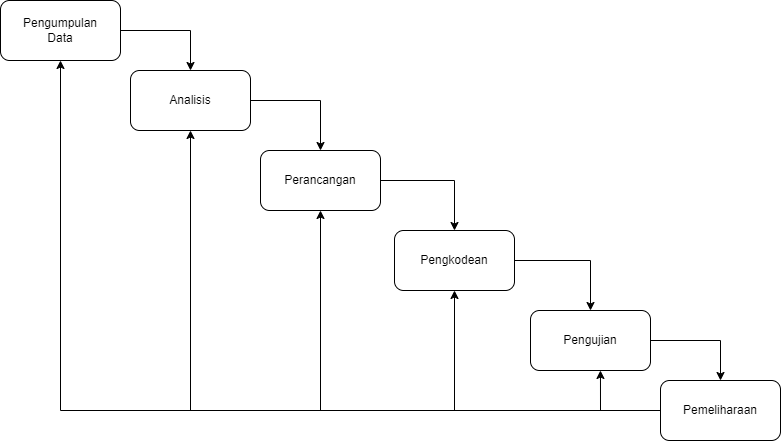 Pengumpulan
Data
Analisis
Perancangan
Pengkodean
Pengujian
Pemeliharaan